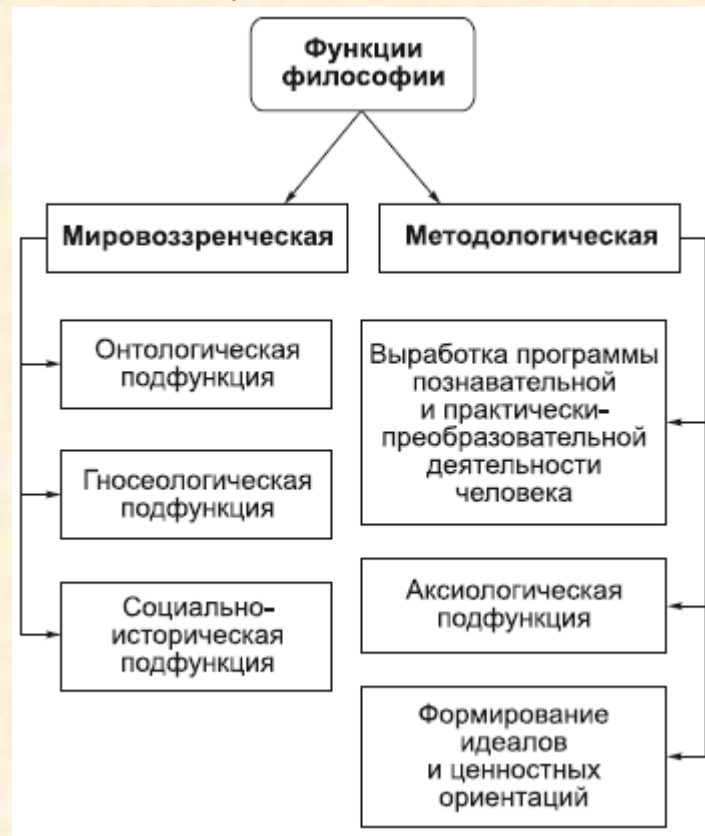 Функции
философии
Мировоззренческая
Методологическая
Онтологическая
подфункция
Гносеологическая
подфункция
Социально-
историческая
подфункция
Выработка программы
познавательной
и практически-
преобразовательной
деятельности
человека
Аксиологическая
подфункция
Формирование
идеалов
и ценностных
ориентаций